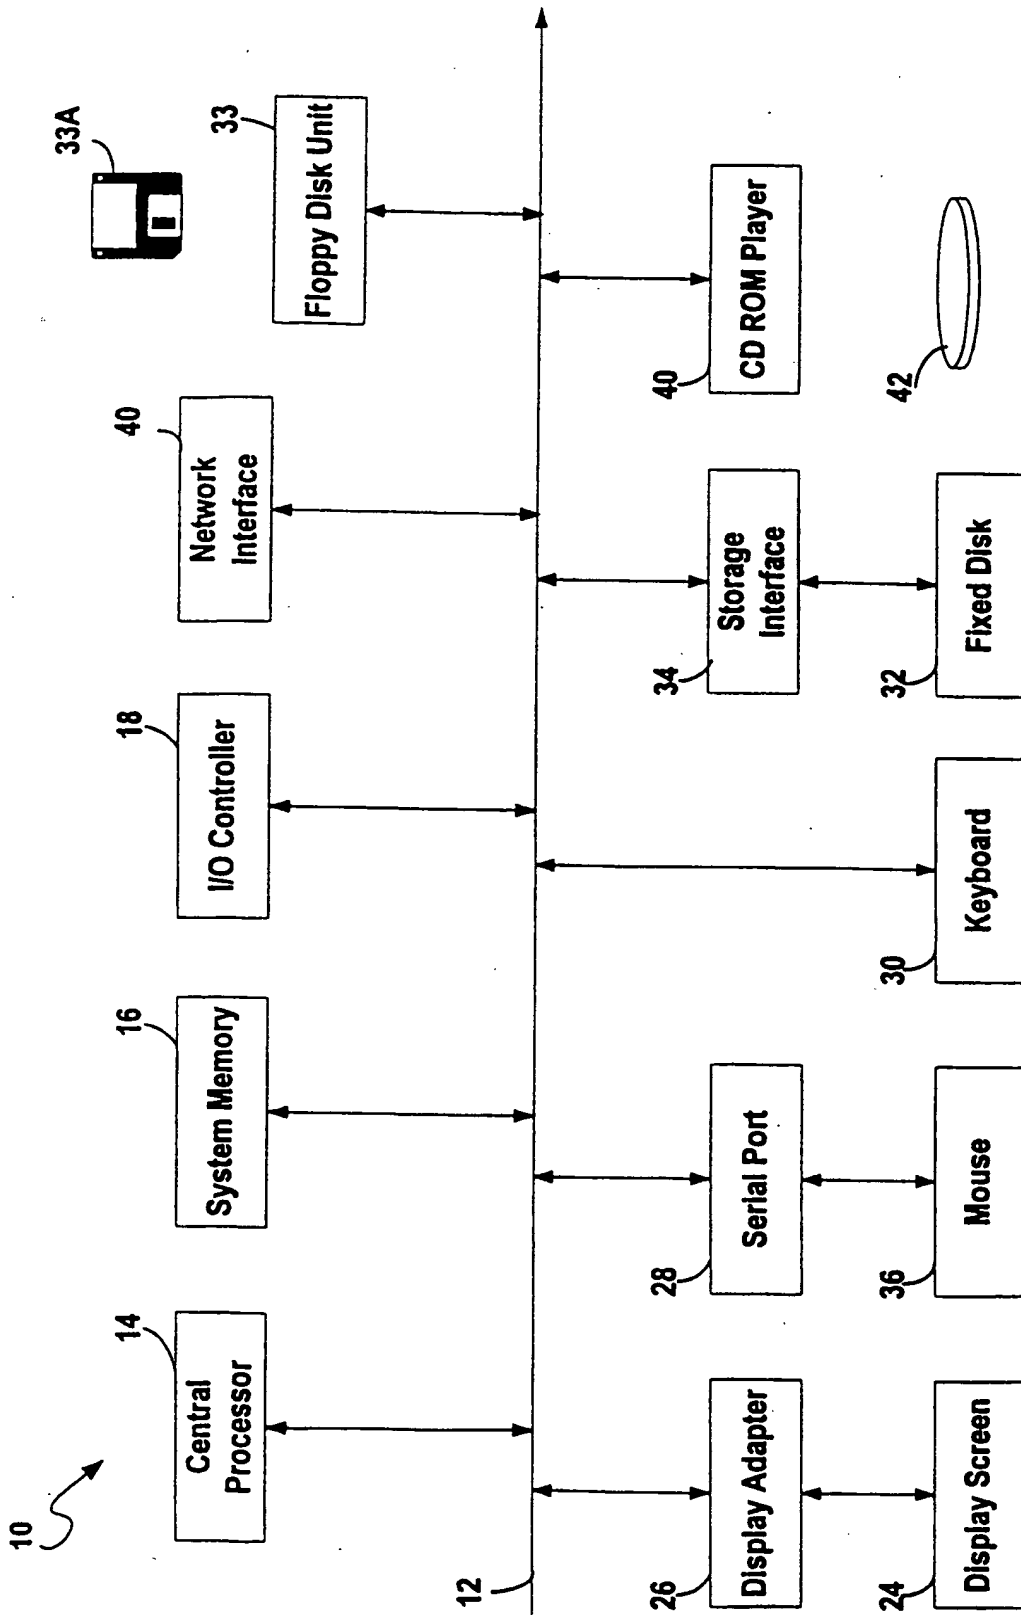 10
14
Central
Processor
16
System Memory
18
I/O Controller
40
Network
Interface
33A
33
Floppy Disk Unit
12
26
Display Adapter
28
Serial Port
34
Storage
Interface
40
CD ROM Player
24
Display Screen
36
Mouse
30
Keyboard
32
Fixed Disk
42